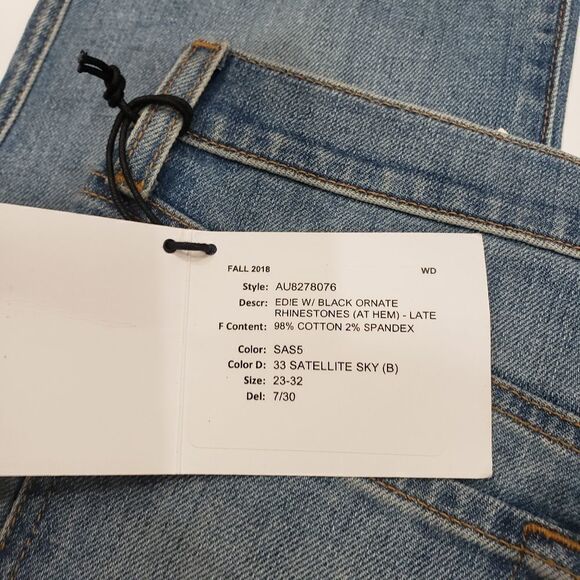 FALL 2018 WD
Style: AU8278076
Descr: EDIE W/ BLACK ORNATE
RHINESTONES (AT HEM) - LATE
F Content: 98% COTTON 2% SPANDEX
Color: SAS5
Color D: 33 SATELLITE SKY (B)
Size: 23-32
Del: 7/30